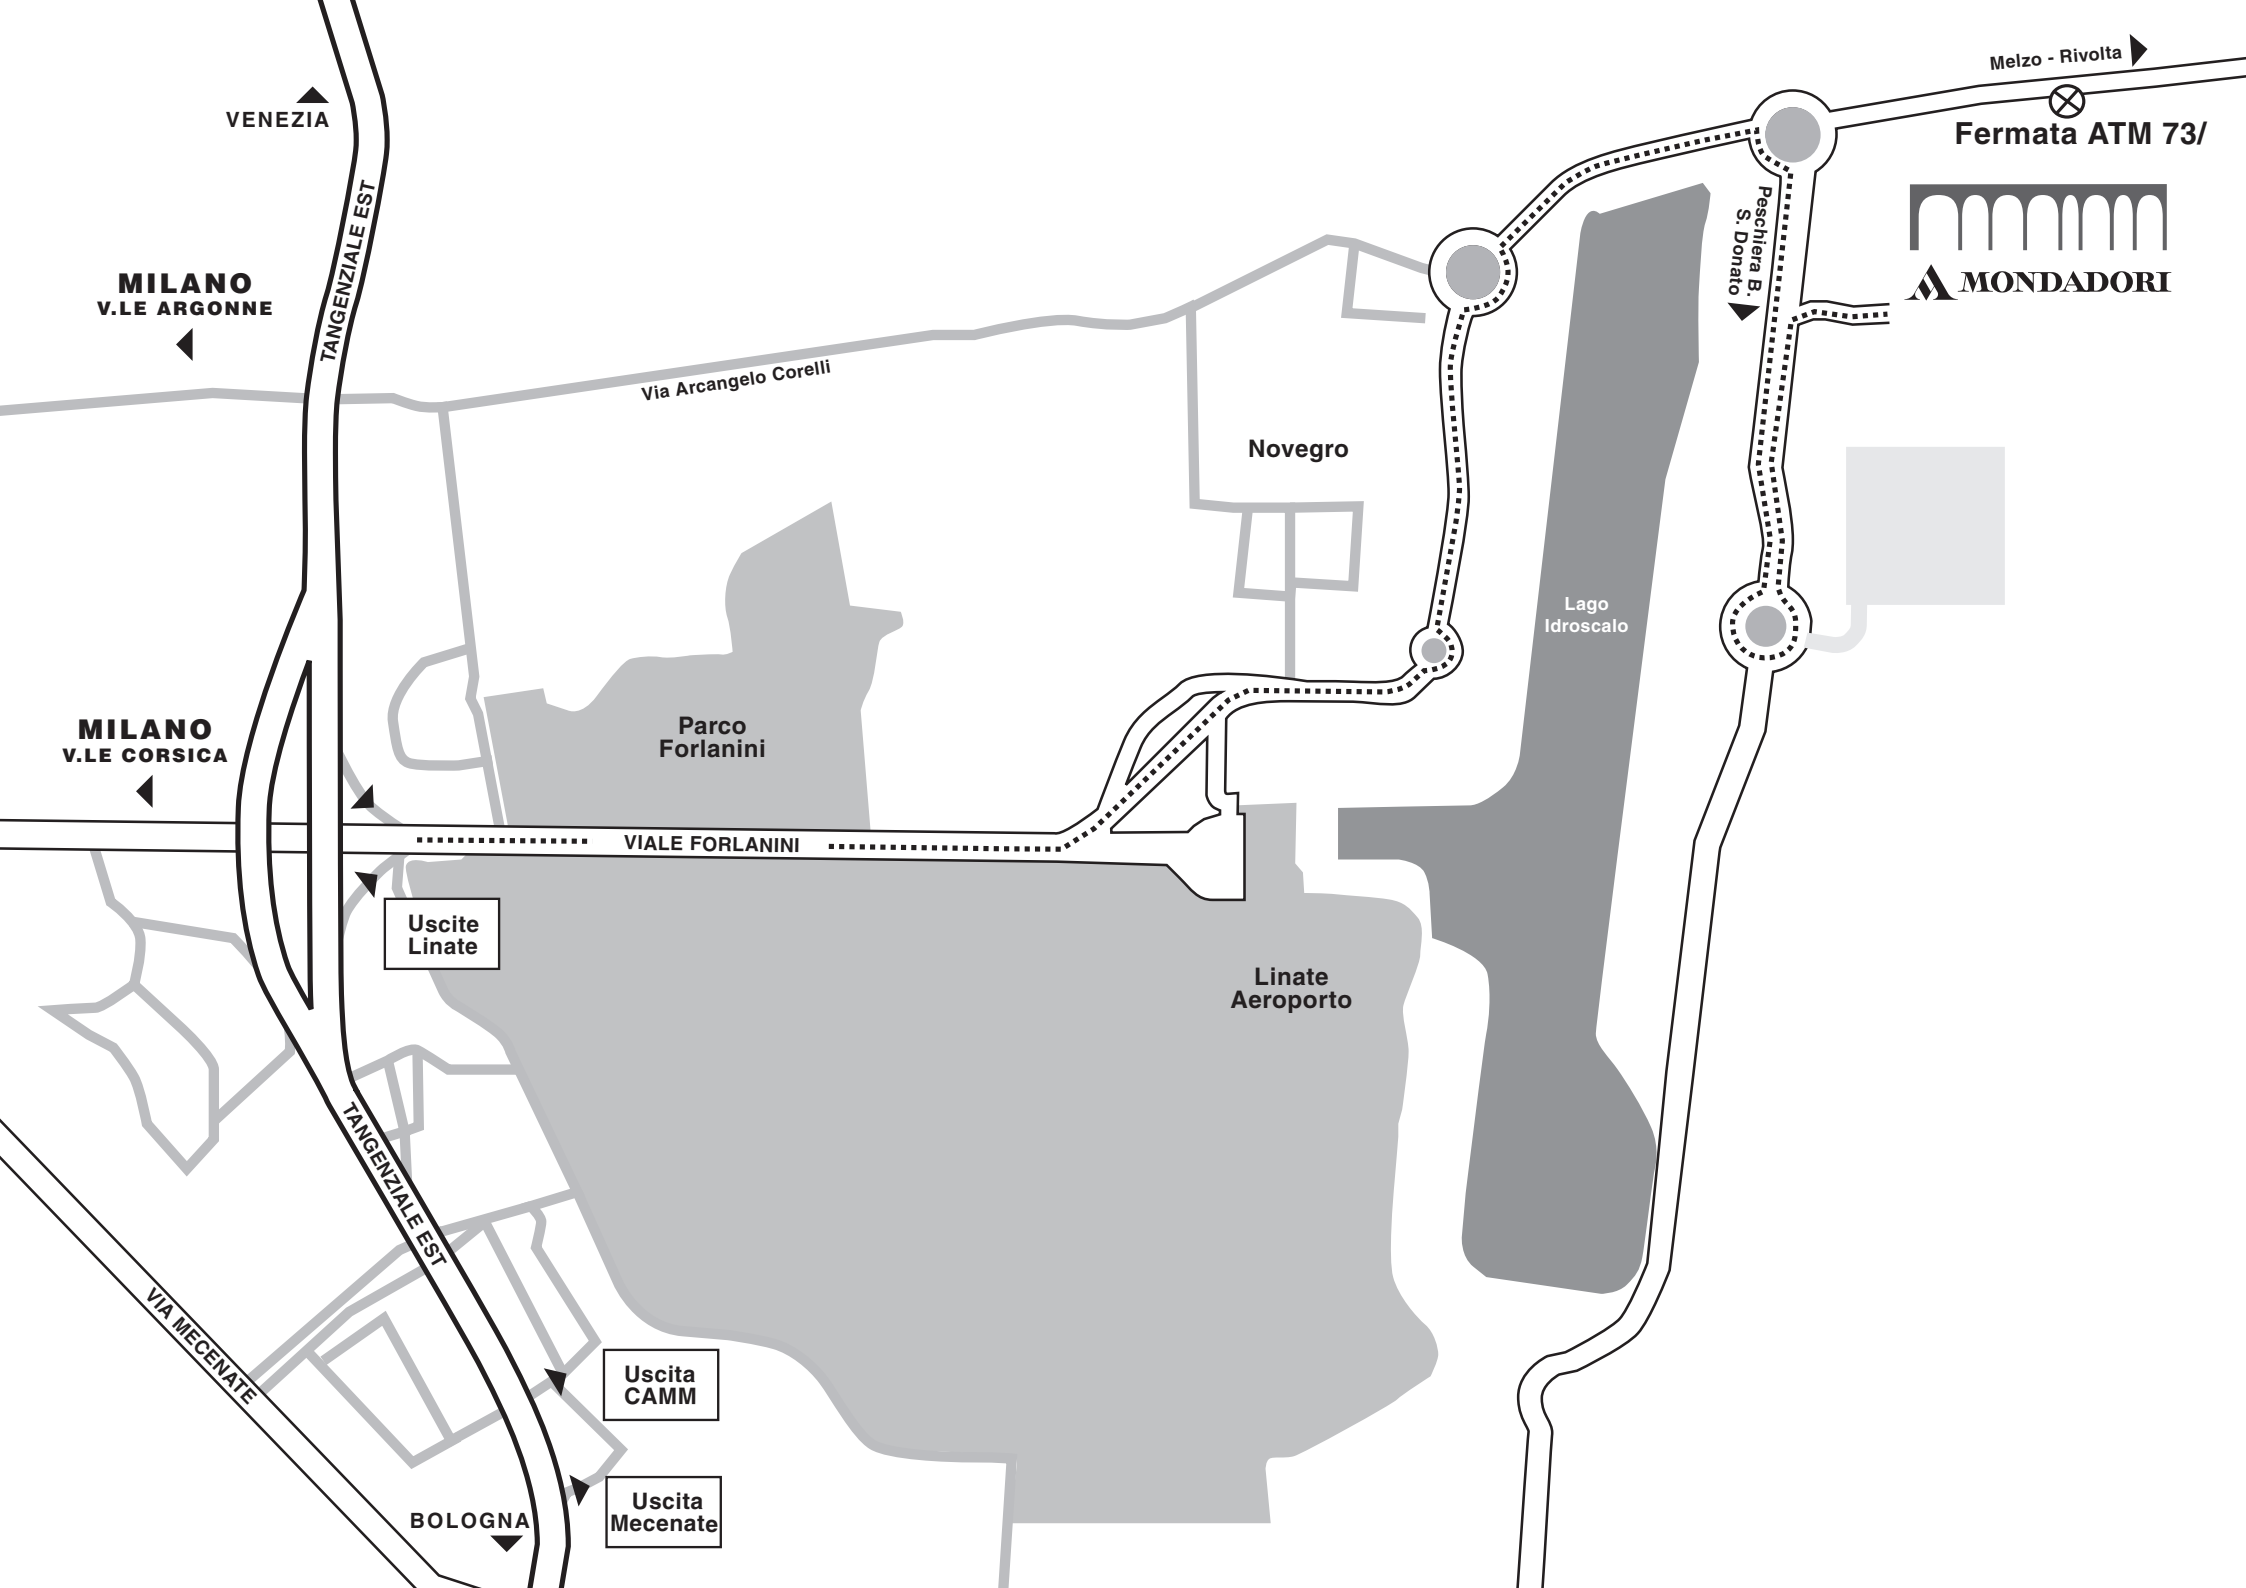 Melzo - Rivolta
VENEZIA
Fermata ATM 73/
TANGENZIALE EST
Peschiera B.
S. Donato
MONDADORI
MILANO
V.LE ARGONNE
Via Arcangelo Corelli
Novegro
Lago
Idroscalo
MILANO
V.LE CORSICA
Parco
Forlanini
VIALE FORLANINI
Uscite
Linate
Linate
Aeroporto
TANGENZIALE EST
VIA MECENATE
Uscita
CAMM
Uscita
Mecenate
BOLOGNA